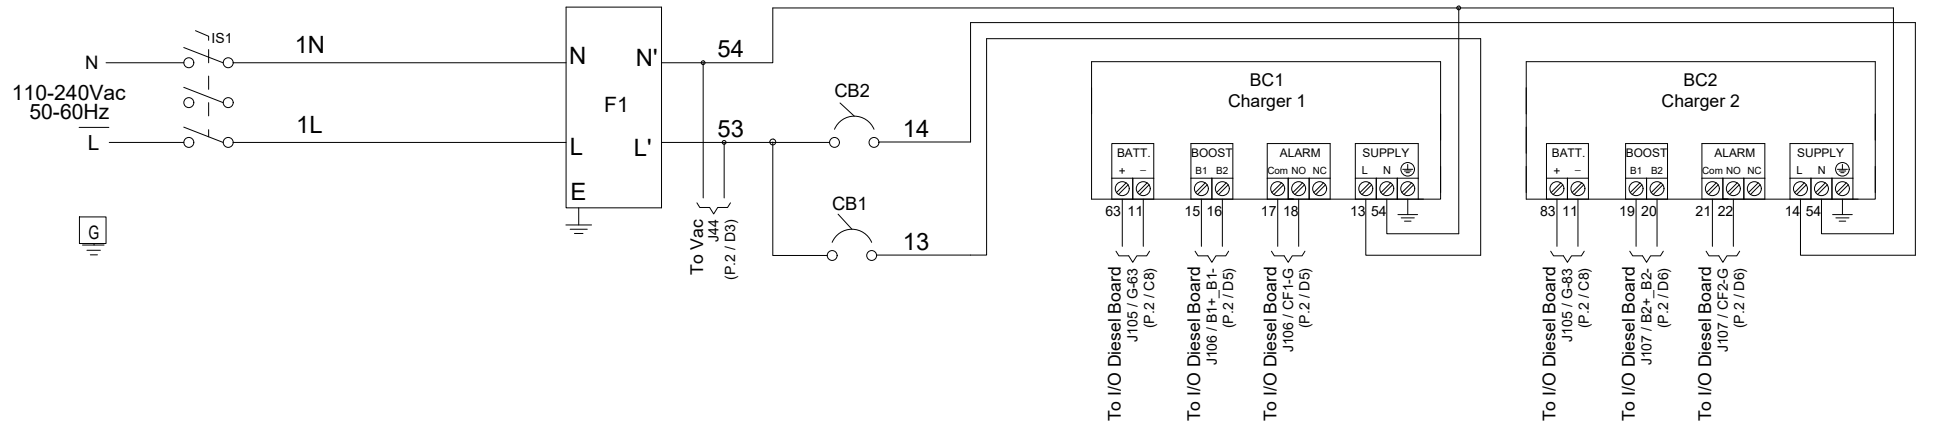 IS1
N
1N
110-240Vac
50-60Hz
L
1L
G
N
N'
F1
L
L'
E
54
53
To Vac
J44
(P.2 / D3)
CB2
14
CB1
13
BC1
Charger 1
BATT.
+ −
BOOST
B1 B2
ALARM
Com NO NC
SUPPLY
L N
63 11
15 16
17 18
13 54
To I/O Diesel Board
J105 / G-63
(P.2 / C8)
To I/O Diesel Board
J106 / B1+_B1-
(P.2 / D5)
To I/O Diesel Board
J106 / CF1-G
(P.2 / D5)
BC2
Charger 2
BATT.
+ −
BOOST
B1 B2
ALARM
Com NO NC
SUPPLY
L N
83 11
19 20
21 22
14 54
To I/O Diesel Board
J105 / G-83
(P.2 / C8)
To I/O Diesel Board
J107 / B2+_B2-
(P.2 / D6)
To I/O Diesel Board
J107 / CF2-G
(P.2 / D6)